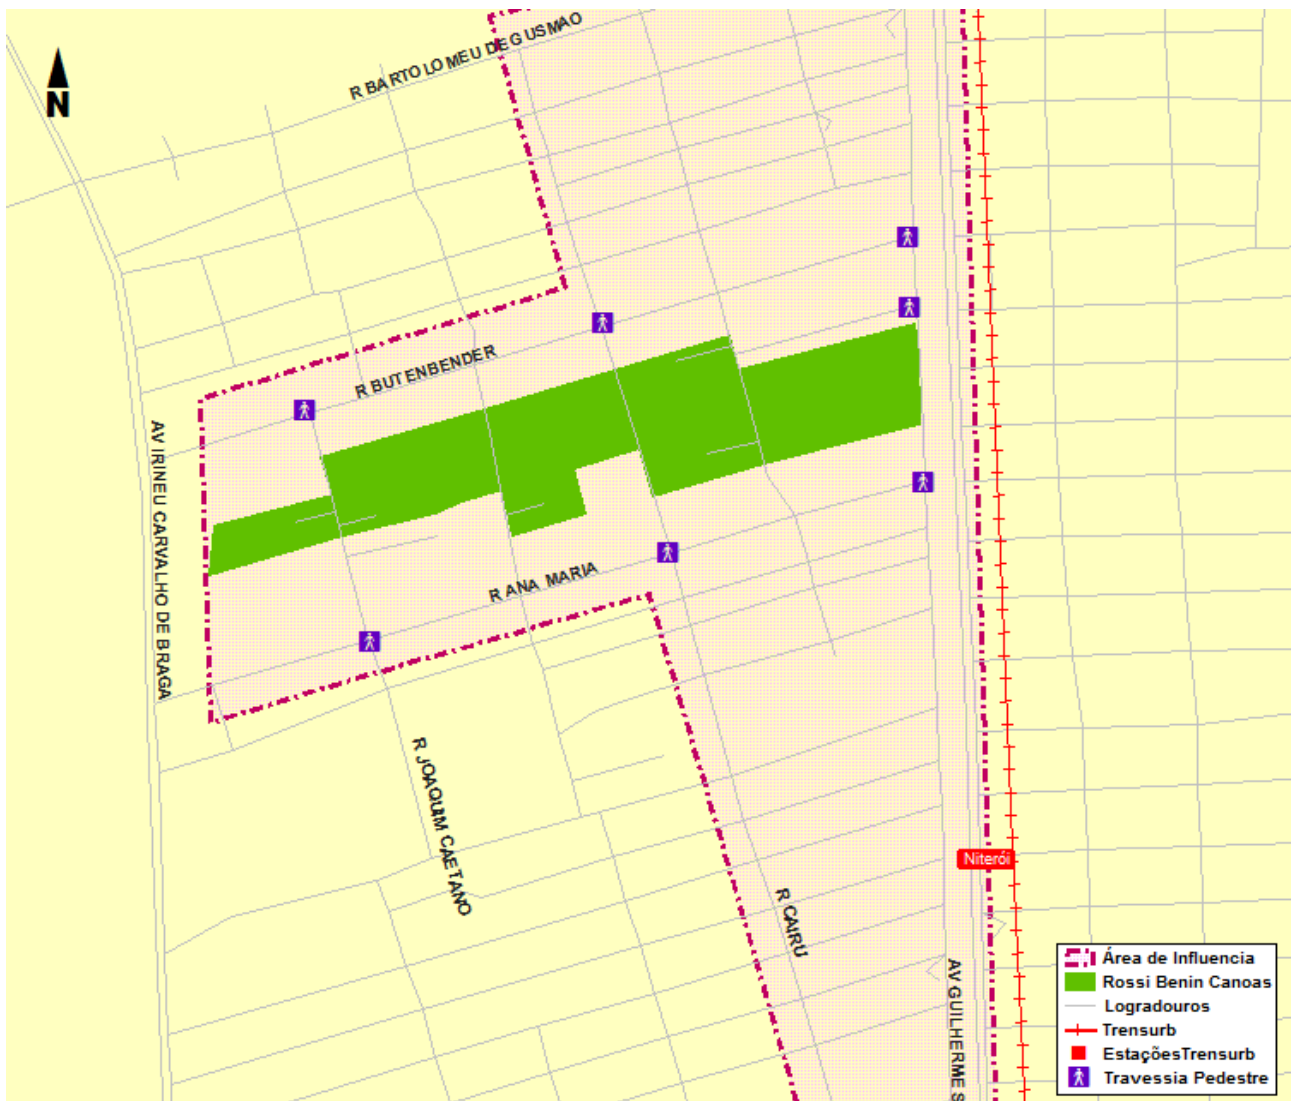 R BARTOLOMEU DE GUSMAO
N
R BUTENBENDER
AV IRINEU CARVALHO DE BRAGA
R ANA MARIA
R JOAQUIM CAETANO
Niterói
R CAIRU
AV GUILHERME S
Área de Influencia
Rossi Benin Canoas
Logradouros
Trensurb
EstaçõesTrensurb
Travessia Pedestre